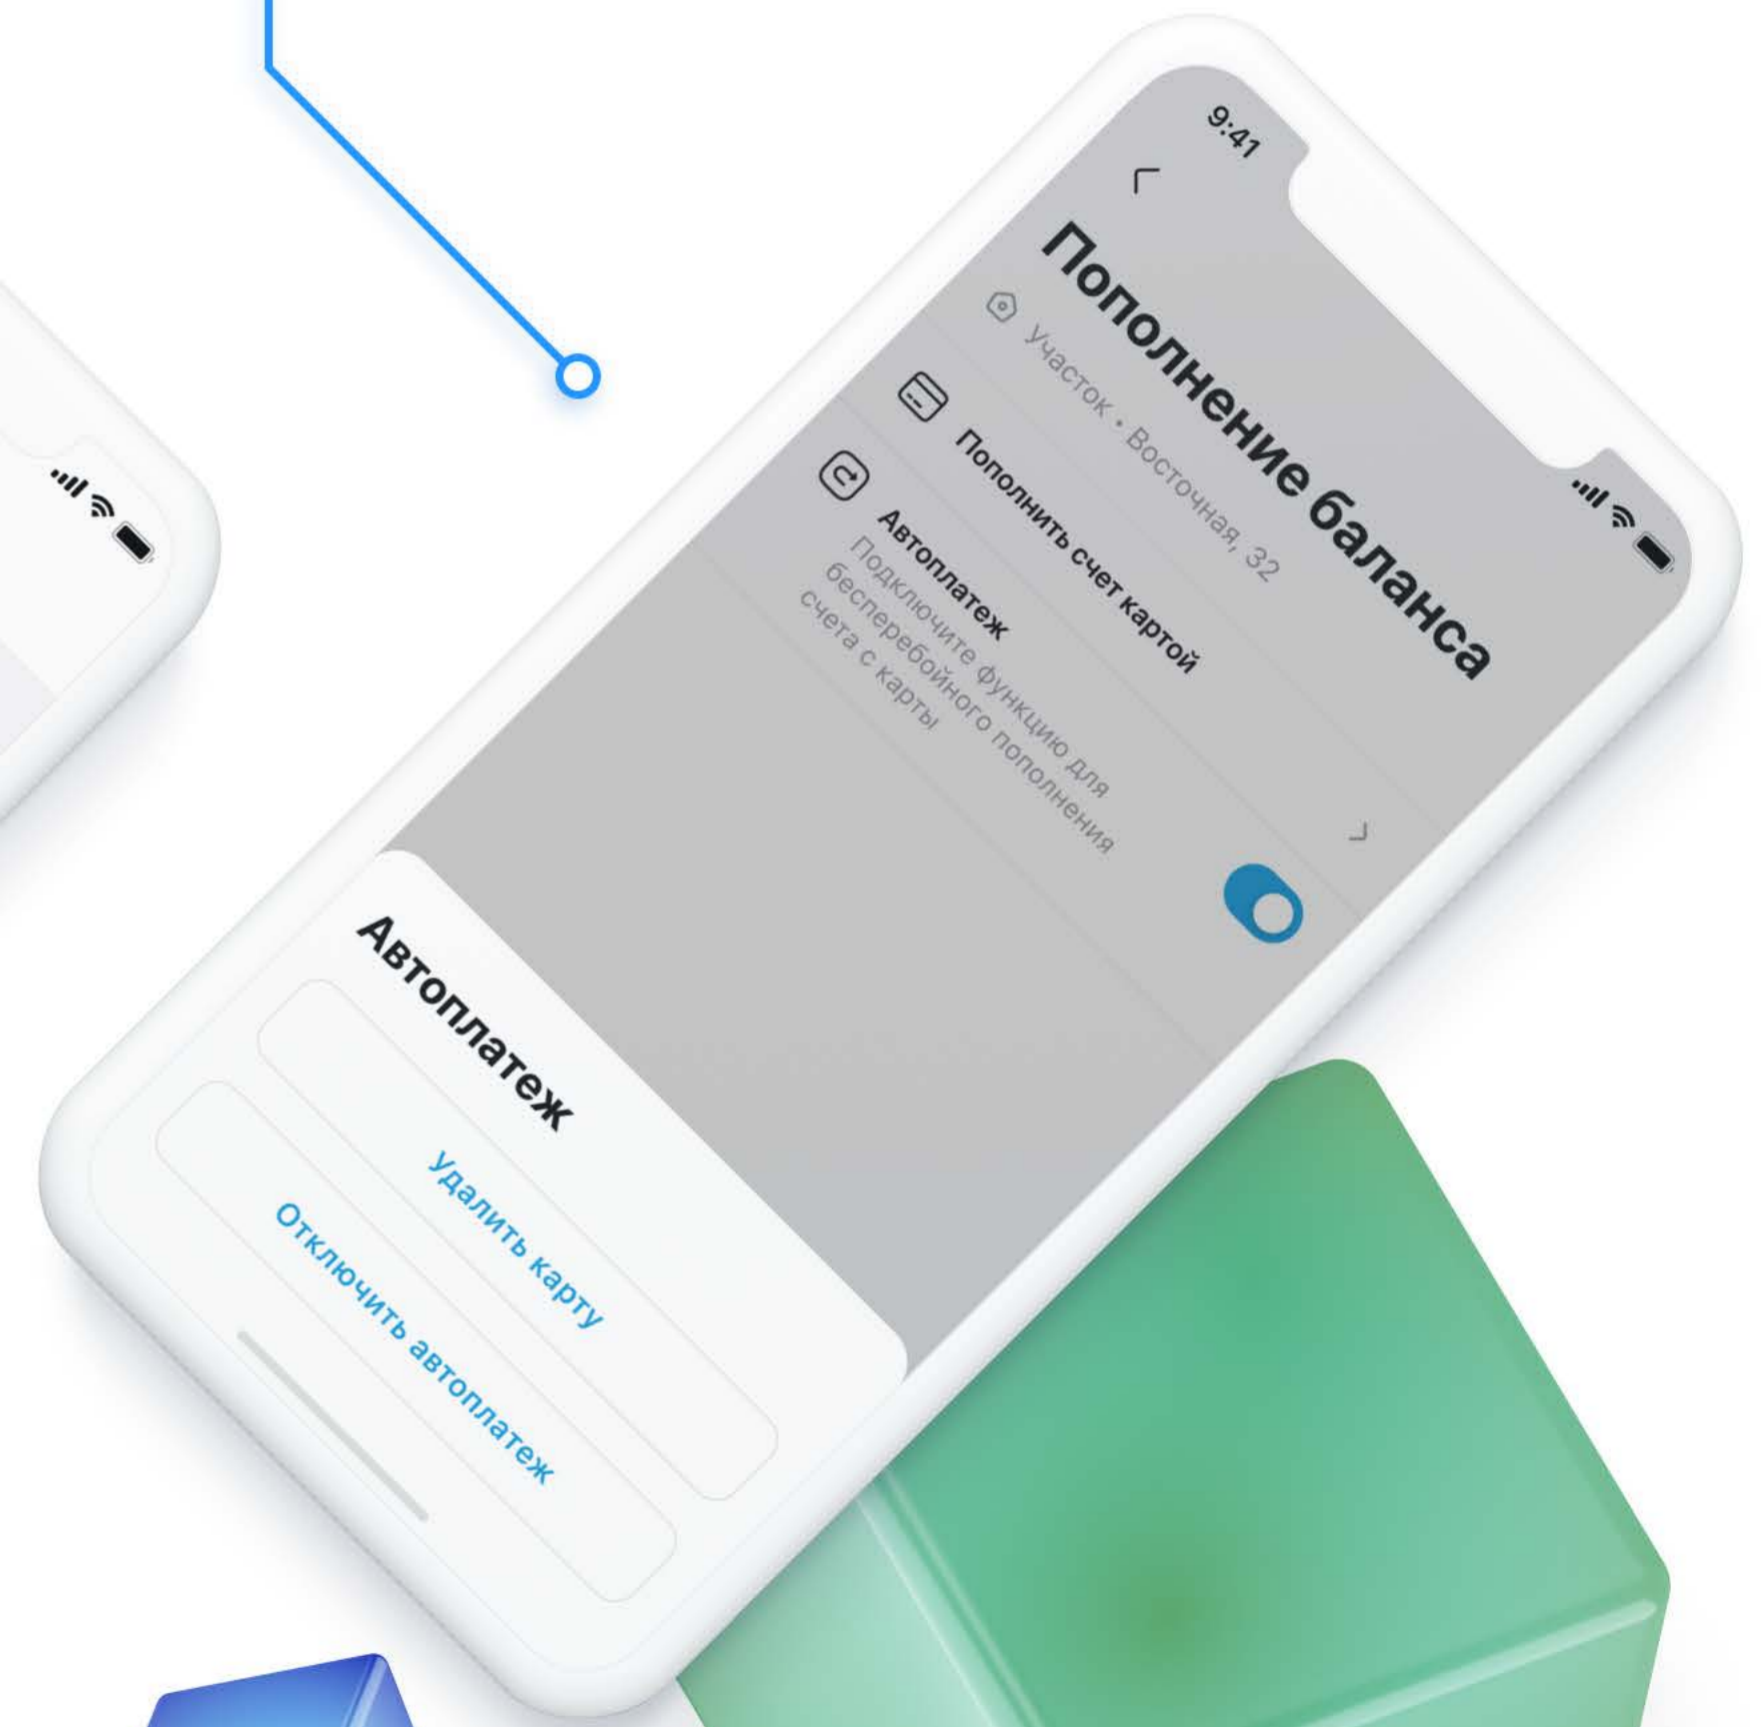 9:41
Пополнение баланса
Участок • Восточная, 32
Пополнить счет картой
Автоплатеж
Подключите функцию для
бесперебойного пополнения
счета с карты
Автоплатеж
Удалить карту
Отключить автоплатеж